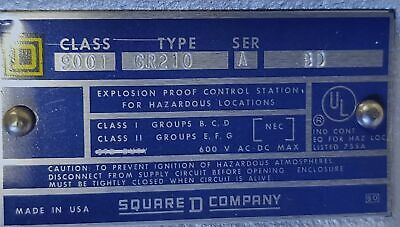 CLASS TYPE SER
9001 GR210 A
EXPLOSION PROOF CONTROL STATION
FOR HAZARDOUS LOCATIONS
CLASS I GROUPS B, C, D
CLASS II GROUPS E, F, G
NEC
600 V AC-DC MAX
UL
®
IND CONT
EQ FOR HAZ LOC
LISTED 755A
CAUTION: TO PREVENT IGNITION OF HAZARDOUS ATMOSPHERES
DISCONNECT FROM SUPPLY CIRCUIT BEFORE OPENING ENCLOSURE
MUST BE TIGHTLY CLOSED WHEN CIRCUIT IS ALIVE
MADE IN USA
SQUARE D COMPANY